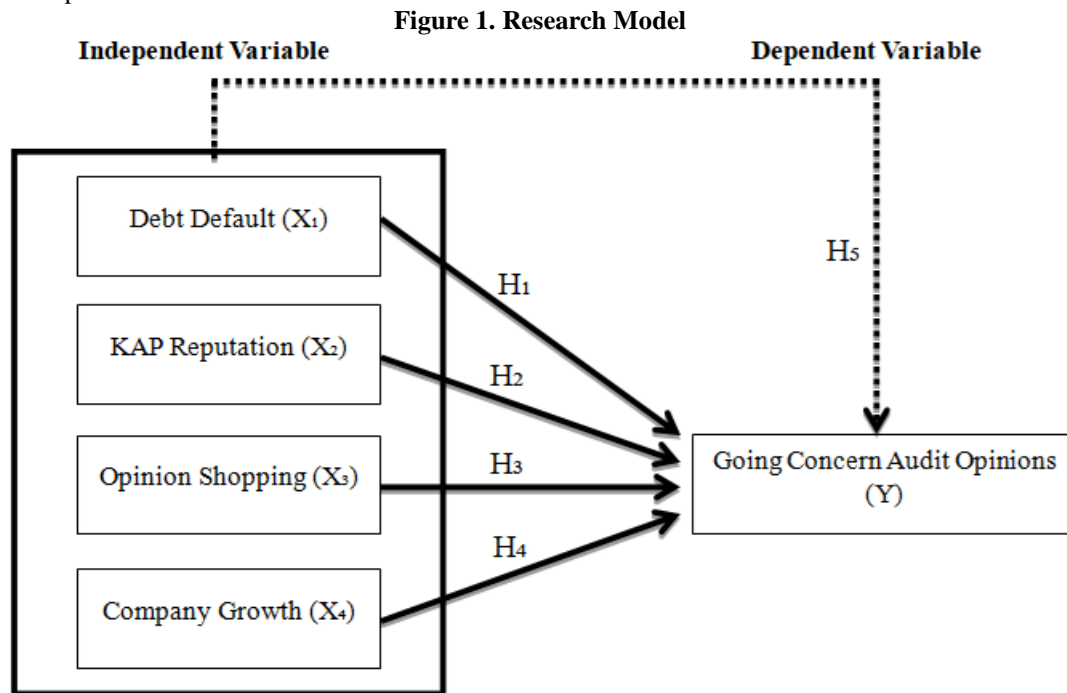 Figure 1. Research Model
Independent Variable
Dependent Variable
Debt Default (X₁)
H₁
H₅
KAP Reputation (X₂)
H₂
Opinion Shopping (X₃)
H₃
Going Concern Audit Opinions
(Y)
H₄
Company Growth (X₄)